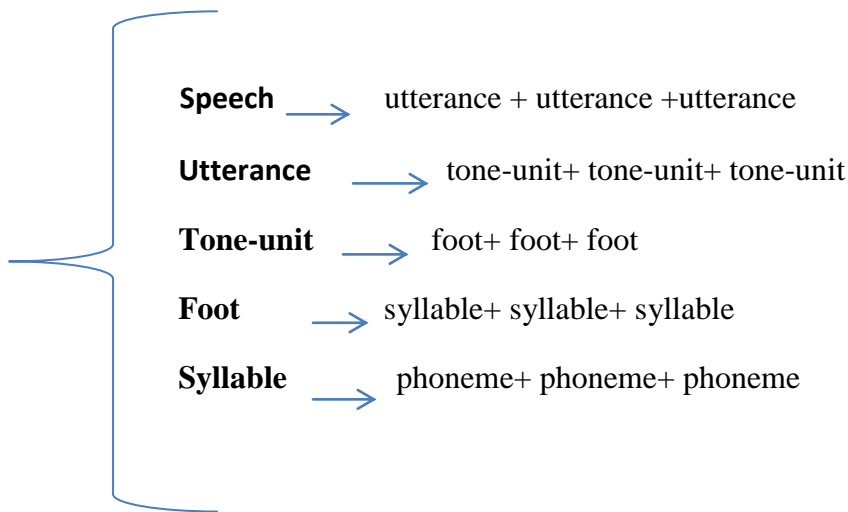 Speech → utterance + utterance +utterance
Utterance → tone-unit+ tone-unit+ tone-unit
Tone-unit → foot+ foot+ foot
Foot → syllable+ syllable+ syllable
Syllable → phoneme+ phoneme+ phoneme